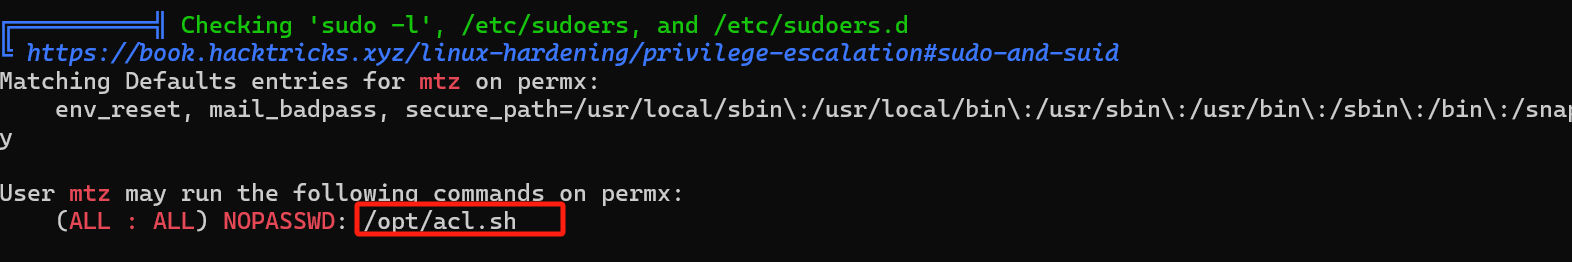 Checking 'sudo -l', /etc/sudoers, and /etc/sudoers.d
https://book.hacktricks.xyz/linux-hardening/privilege-escalation#sudo-and-suid
Matching Defaults entries for mtz on permx:
env_reset, mail_badpass, secure_path=/usr/local/sbin\:/usr/local/bin\:/usr/sbin\:/usr/bin\:/sbin\:/bin\:/snap
y
User mtz may run the following commands on permx:
(ALL : ALL) NOPASSWD: /opt/acl.sh